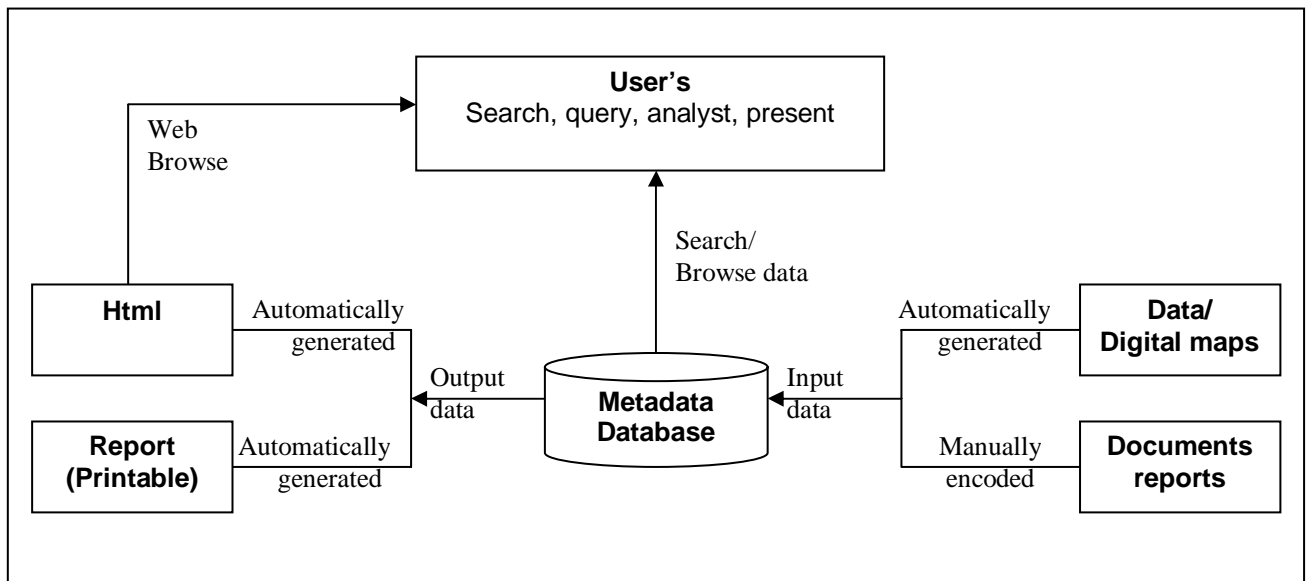 User's
Search, query, analyst, present
Web
Browse
Search/
Browse data
Html
Automatically
generated
Automatically
generated
Data/
Digital maps
Output
data
Metadata
Database
Input
data
Report
(Printable)
Automatically
generated
Manually
encoded
Documents
reports